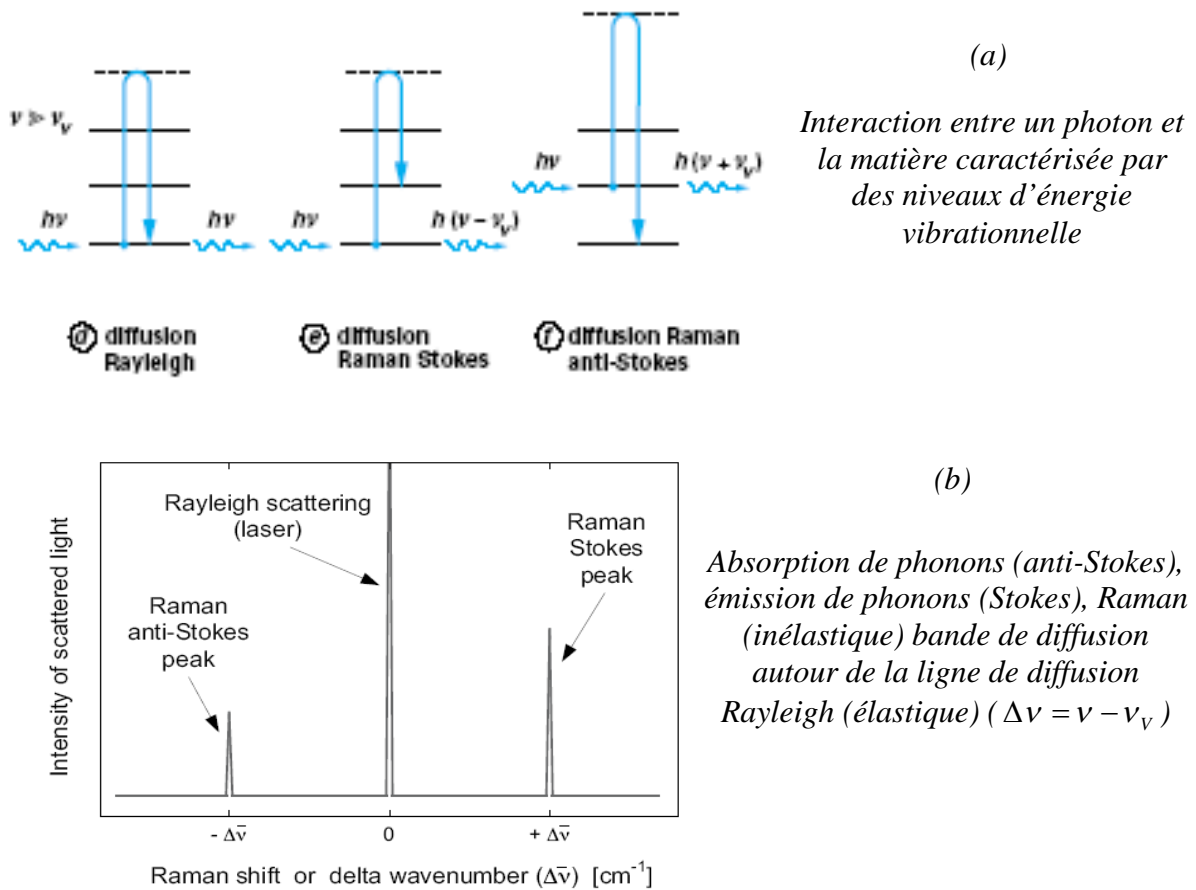 (a)
Interaction entre un photon et
la matière caractérisée par
des niveaux d'énergie
vibrationnelle
ν ⩾ ν_V
hν
hν
hν
h (ν − ν_V)
hν
h (ν + ν_V)
d diffusion
Rayleigh
e diffusion
Raman Stokes
f diffusion Raman
anti-Stokes
Intensity of scattered light
Rayleigh scattering
(laser)
Raman
Stokes
peak
Raman
anti-Stokes
peak
- Δν̄
0
+ Δν̄
Raman shift or delta wavenumber (Δν̄) [cm⁻¹]
(b)
Absorption de phonons (anti-Stokes),
émission de phonons (Stokes), Raman
(inélastique) bande de diffusion
autour de la ligne de diffusion
Rayleigh (élastique) ( Δν = ν − ν_V )